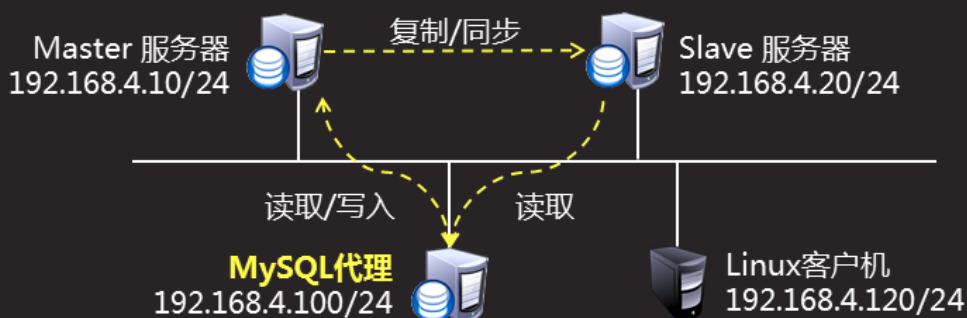 复制/同步
Master 服务器
192.168.4.10/24
Slave 服务器
192.168.4.20/24
读取/写入
读取
MySQL代理
192.168.4.100/24
Linux客户机
192.168.4.120/24